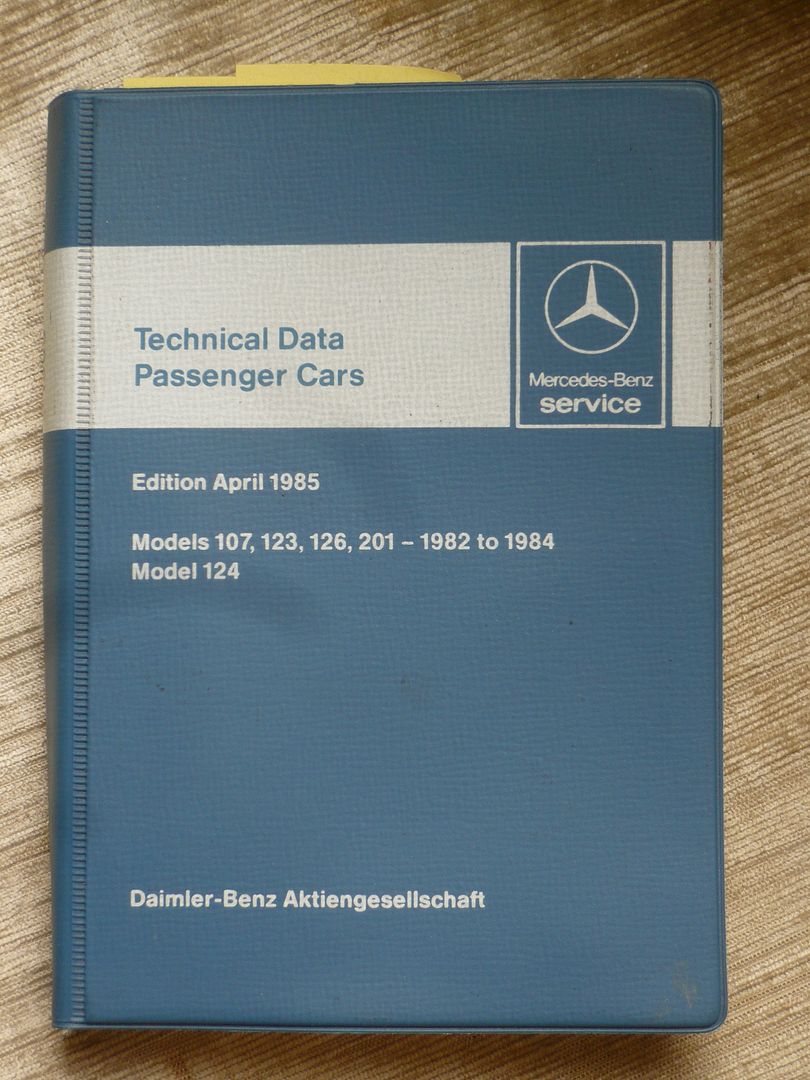 Technical Data
Passenger Cars
Mercedes-Benz
service
Edition April 1985
Models 107, 123, 126, 201 – 1982 to 1984
Model 124
Daimler-Benz Aktiengesellschaft